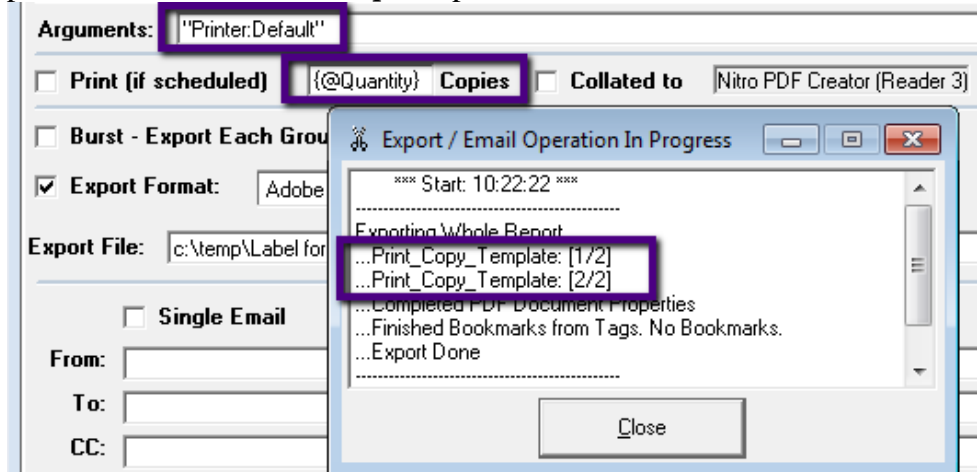 Arguments: "Printer:Default"
Print (if scheduled) {@Quantity} Copies Collated to Nitro PDF Creator (Reader 3)
Burst - Export Each Grou
Export / Email Operation In Progress
Export Format: Adobe
*** Start: 10:22:22 ***
Exporting Whole Report
Export File: c:\temp\Label for
...Print_Copy_Template: [1/2]
...Print_Copy_Template: [2/2]
...Completed PDF Document Properties
...Finished Bookmarks from Tags. No Bookmarks.
...Export Done
Single Email
From:
To:
CC:
Close